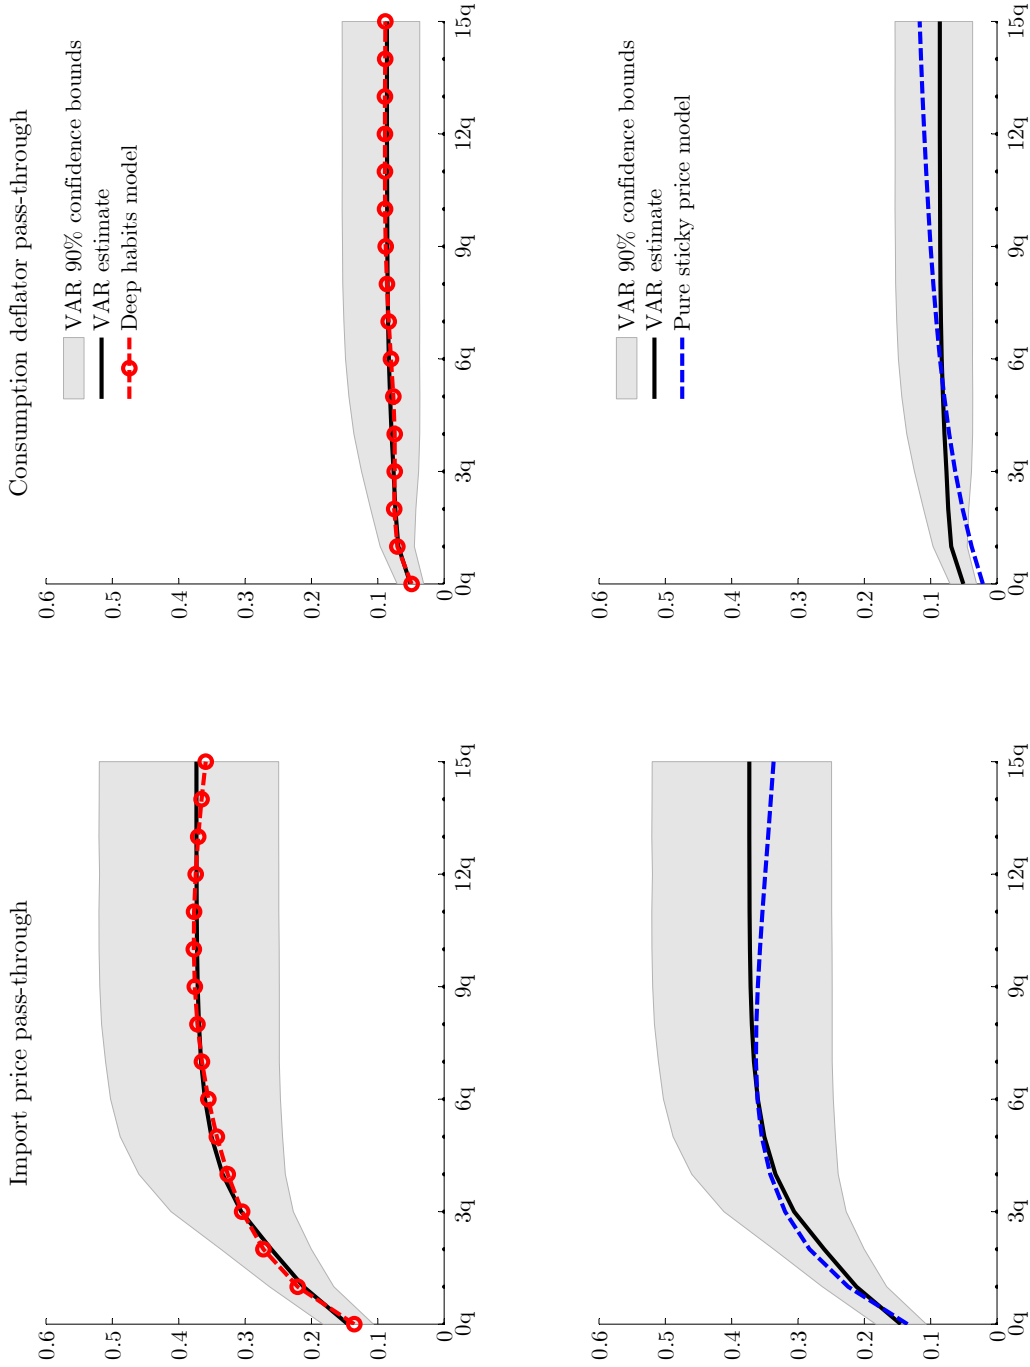 Import price pass-through
0.6
0.5
0.4
0.3
0.2
0.1
0
0q 3q 6q 9q 12q 15q
Consumption deflator pass-through
VAR 90% confidence bounds
VAR estimate
Deep habits model
0.6
0.5
0.4
0.3
0.2
0.1
0
0q 3q 6q 9q 12q 15q
0.6
0.5
0.4
0.3
0.2
0.1
0
0q 3q 6q 9q 12q 15q
VAR 90% confidence bounds
VAR estimate
Pure sticky price model
0.6
0.5
0.4
0.3
0.2
0.1
0
0q 3q 6q 9q 12q 15q